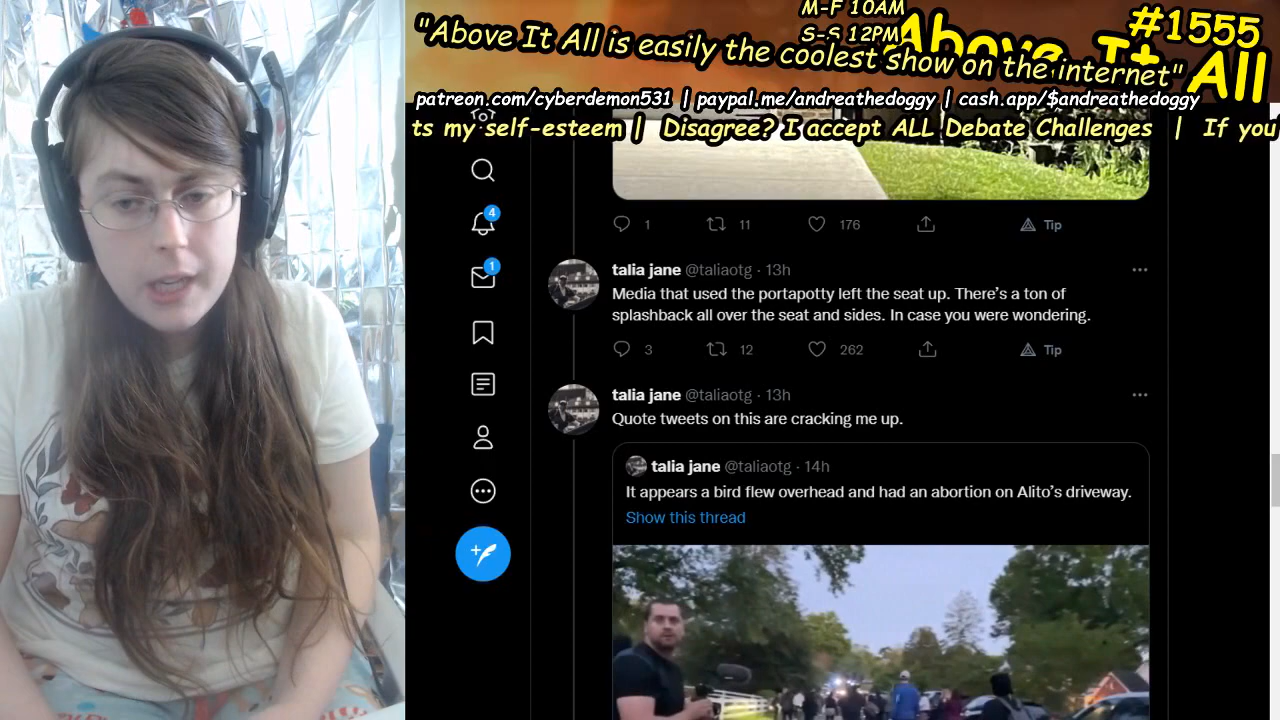 M-F 10AM
S-S 12PM
#1555
Above It All
"Above It All is easily the coolest show on the internet"
patreon.com/cyberdemon531 | paypal.me/andreathedoggy | cash.app/$andreathedoggy
ts my self-esteem | Disagree? I accept ALL Debate Challenges | If you
4
1
1 11 176 Tip
talia jane @taliaotg · 13h
Media that used the portapotty left the seat up. There's a ton of
splashback all over the seat and sides. In case you were wondering.
3 12 262 Tip
talia jane @taliaotg · 13h
Quote tweets on this are cracking me up.
talia jane @taliaotg · 14h
It appears a bird flew overhead and had an abortion on Alito's driveway.
Show this thread